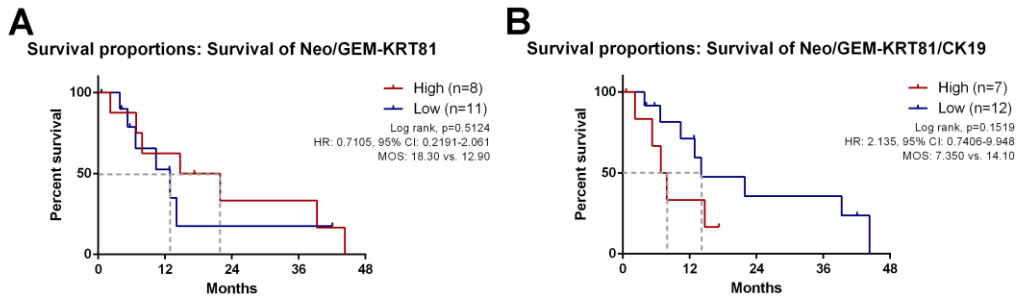 A
Survival proportions: Survival of Neo/GEM-KRT81
High (n=8)
Low (n=11)
Log rank, p=0.5124
HR: 0.7105, 95% CI: 0.2191-2.061
MOS: 18.30 vs. 12.90
Percent survival
100
50
0
0 12 24 36 48
Months
B
Survival proportions: Survival of Neo/GEM-KRT81/CK19
High (n=7)
Low (n=12)
Log rank, p=0.1519
HR: 2.135, 95% CI: 0.7406-9.948
MOS: 7.350 vs. 14.10
Percent survival
100
50
0
0 12 24 36 48
Months